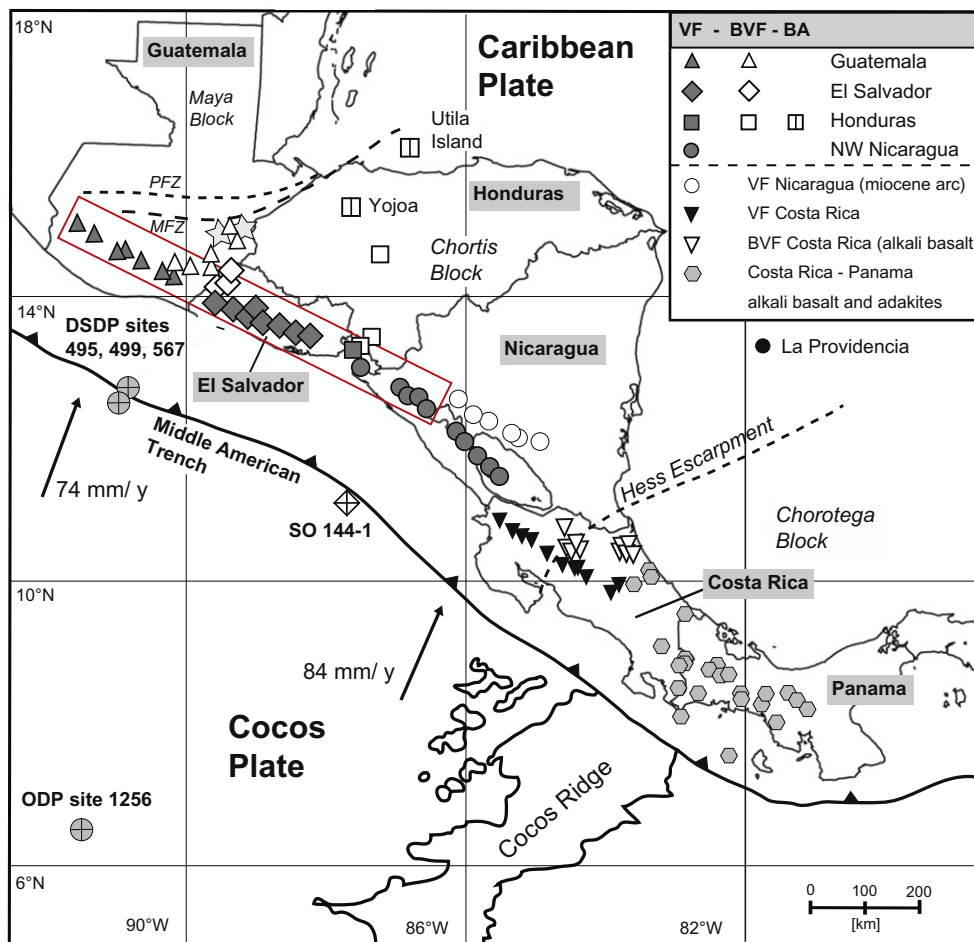 18°N
Guatemala
Caribbean
Plate
Maya
Block
Utila
Island
PFZ
MFZ
Yojoa
Honduras
Chortis
Block
VF - BVF - BA
Guatemala
El Salvador
Honduras
NW Nicaragua
VF Nicaragua (miocene arc)
VF Costa Rica
BVF Costa Rica (alkali basalt)
Costa Rica - Panama
alkali basalt and adakites
14°N
DSDP sites
495, 499, 567
El Salvador
Nicaragua
La Providencia
Middle American
Trench
74 mm/ y
SO 144-1
Hess Escarpment
Chorotega
Block
10°N
Costa Rica
84 mm/ y
Panama
Cocos
Plate
ODP site 1256
Cocos Ridge
6°N
90°W
86°W
82°W
0 100 200
[km]